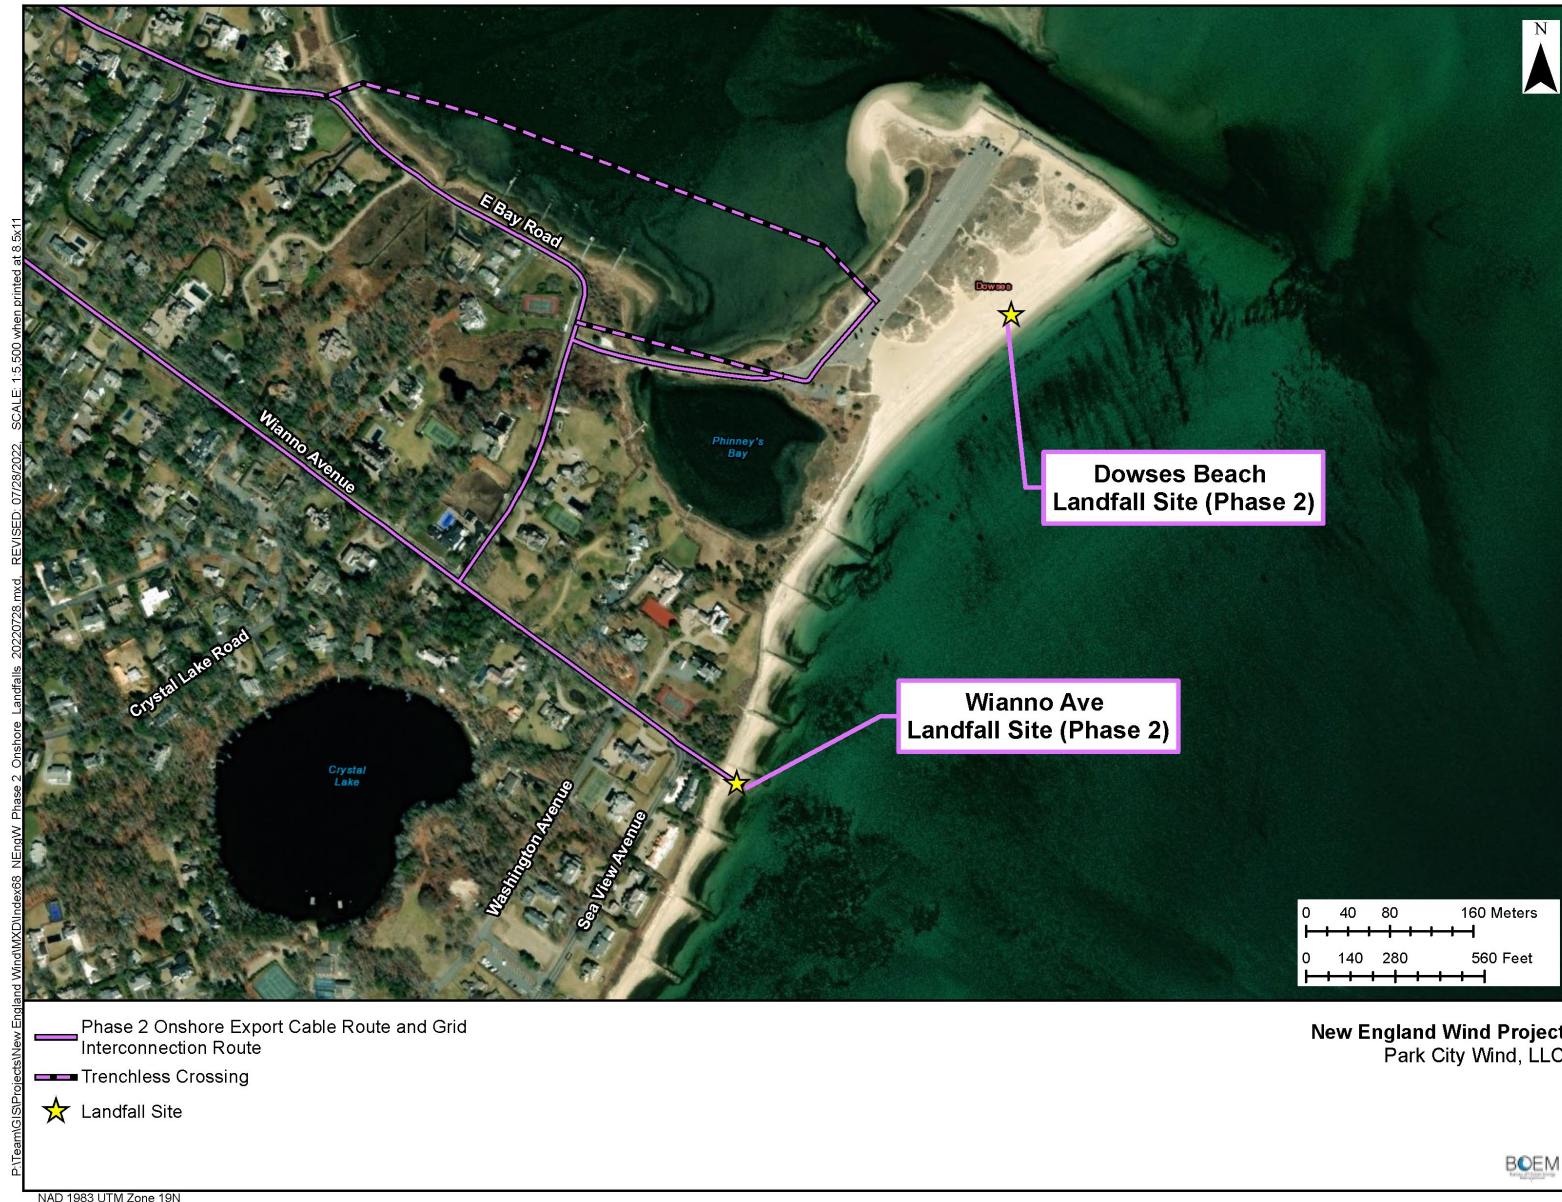 N
E Bay Road
Dowses
Wianno Avenue
Phinney's
Bay
Dowses Beach
Landfall Site (Phase 2)
Crystal Lake Road
Wianno Ave
Landfall Site (Phase 2)
Crystal
Lake
Washington Avenue
Sea View Avenue
0 40 80 160 Meters
0 140 280 560 Feet
P:\Team\GIS\Projects\New England Wind\MXD\Index68_NEngW_Phase_2_Onshore_Landfalls_20220728.mxd, REVISED: 07/28/2022, SCALE: 1:5,500 when printed at 8.5x11
Phase 2 Onshore Export Cable Route and Grid
Interconnection Route
Trenchless Crossing
Landfall Site
New England Wind Project
Park City Wind, LLC
BOEM
NAD 1983 UTM Zone 19N